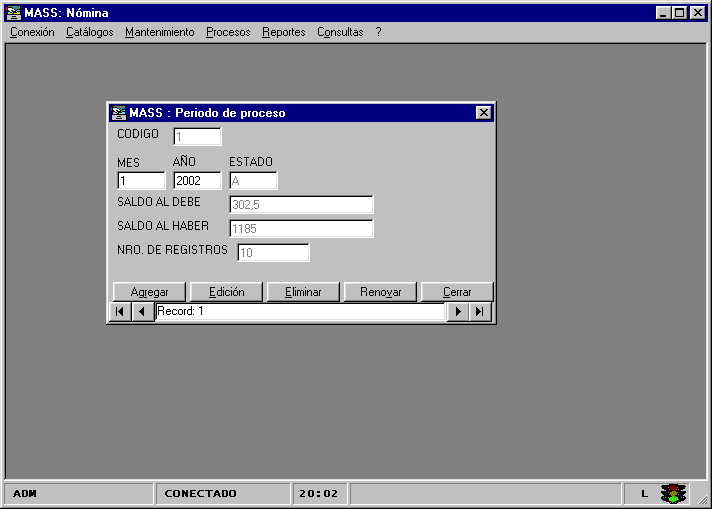 MASS: Nómina
Conexión Catálogos Mantenimiento Procesos Reportes Consultas ?
MASS : Periodo de proceso
CODIGO 1
MES AÑO ESTADO
1 2002 A
SALDO AL DEBE 302,5
SALDO AL HABER 1185
NRO. DE REGISTROS 10
Agregar Edición Eliminar Renovar Cerrar
Record: 1
ADM CONECTADO 20:02 L